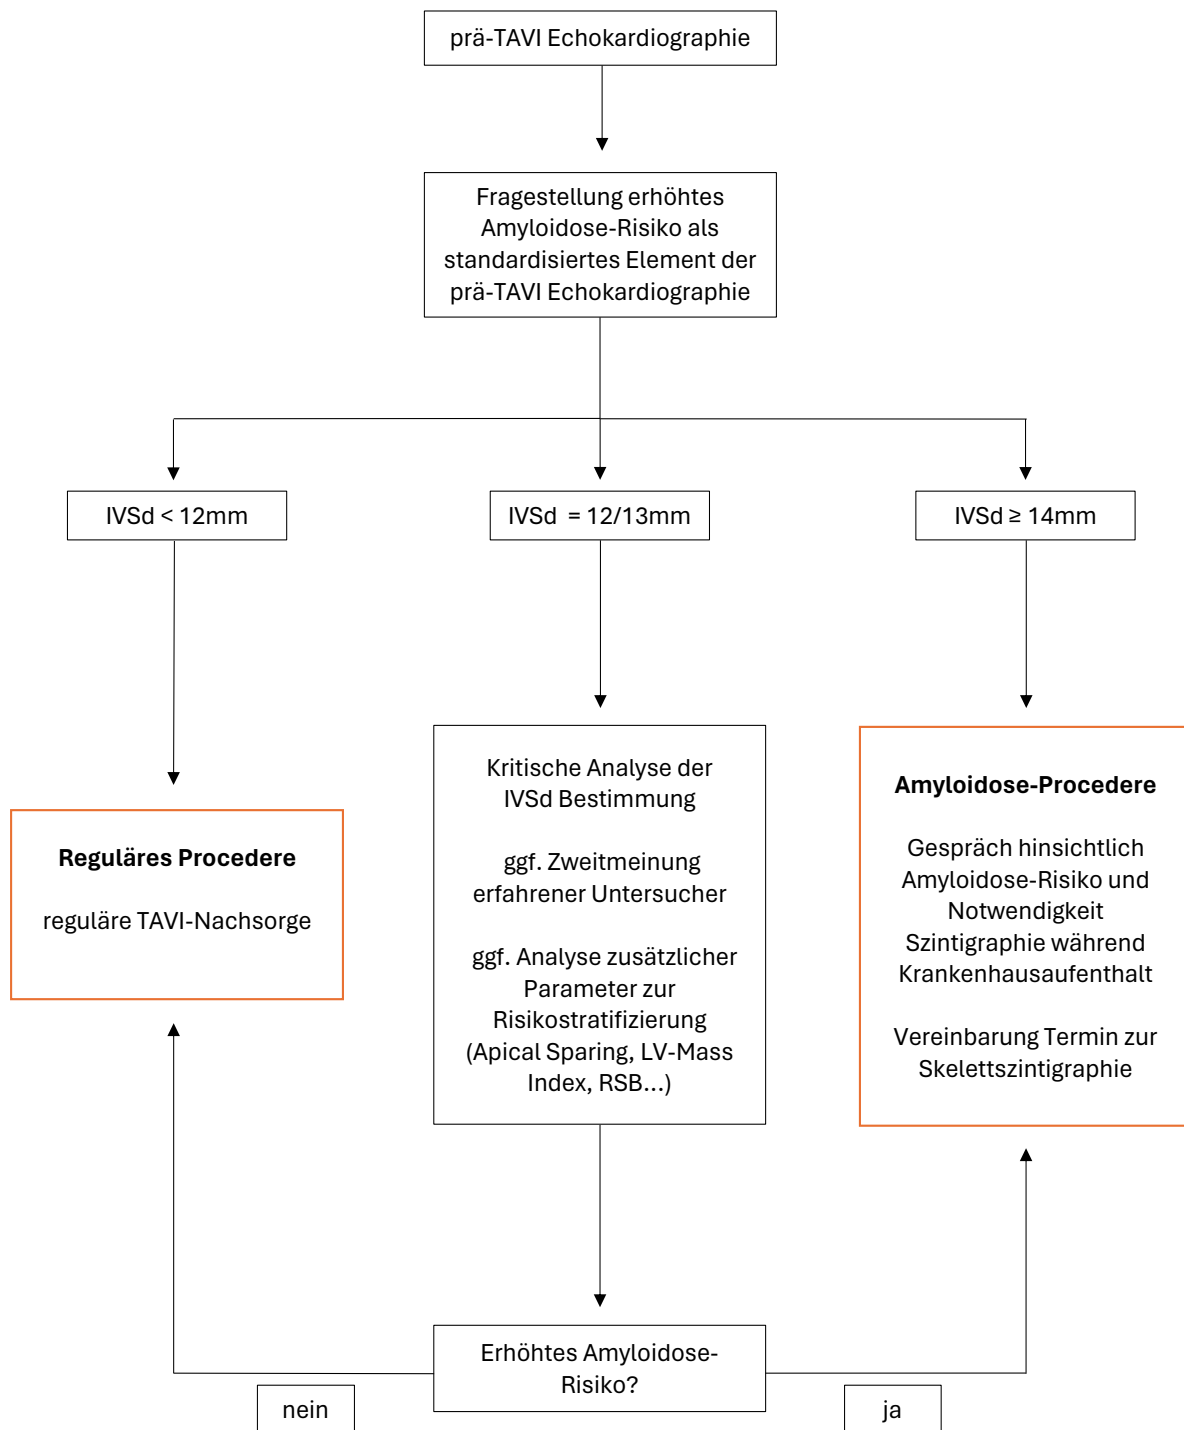 prä-TAVI Echokardiographie
Fragestellung erhöhtes
Amyloidose-Risiko als
standardisiertes Element der
prä-TAVI Echokardiographie
IVSd < 12mm
IVSd = 12/13mm
IVSd ≥ 14mm
Reguläres Procedere
reguläre TAVI-Nachsorge
Kritische Analyse der
IVSd Bestimmung
ggf. Zweitmeinung
erfahrener Untersucher
ggf. Analyse zusätzlicher
Parameter zur
Risikostratifizierung
(Apical Sparing, LV-Mass
Index, RSB...)
Amyloidose-Procedere
Gespräch hinsichtlich
Amyloidose-Risiko und
Notwendigkeit
Szintigraphie während
Krankenhausaufenthalt
Vereinbarung Termin zur
Skelettszintigraphie
Erhöhtes Amyloidose-
Risiko?
nein
ja